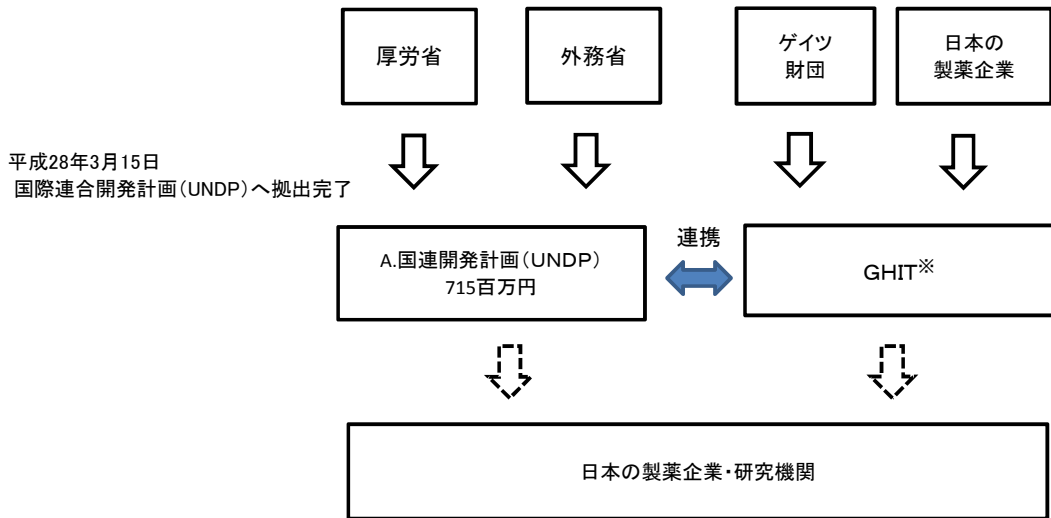 厚労省
外務省
ゲイツ
財団
日本の
製薬企業
平成28年3月15日
国際連合開発計画(UNDP)へ拠出完了
A.国連開発計画(UNDP)
715百万円
連携
GHIT※
日本の製薬企業・研究機関